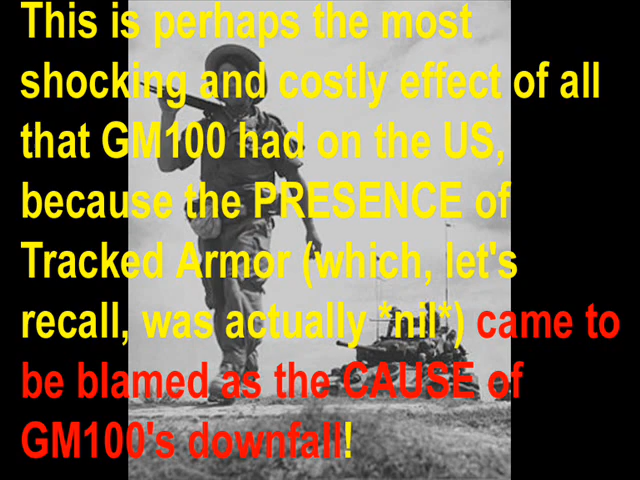 This is perhaps the most
shocking and costly effect of all
that GM100 had on the US,
because the PRESENCE of
Tracked Armor (which, let's
recall, was actually *nil*) came to
be blamed as the CAUSE of
GM100's downfall!